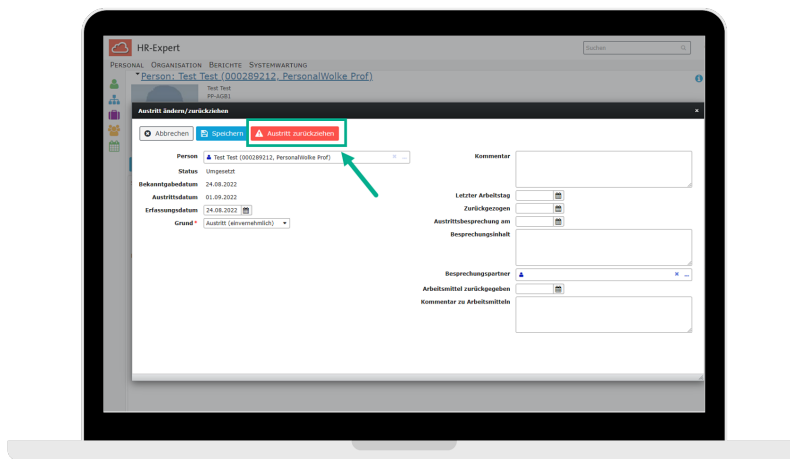 HR-Expert
Suchen
PERSONAL ORGANISATION BERICHTE SYSTEMWARTUNG
Person: Test Test (000289212, PersonalWolke Prof)
Test Test
PP-AGB1
Austritt ändern/zurückziehen
Abbrechen Speichern Austritt zurückziehen
Person Test Test (000289212, PersonalWolke Prof)
Status Umgesetzt
Bekanntgabedatum 24.08.2022
Austrittsdatum 01.09.2022
Erfassungsdatum 24.08.2022
Grund* Austritt (einvernehmlich)
Kommentar
Letzter Arbeitstag
Zurückgezogen
Austrittsbesprechung am
Besprechungsinhalt
Besprechungspartner
Arbeitsmittel zurückgegeben
Kommentar zu Arbeitsmitteln